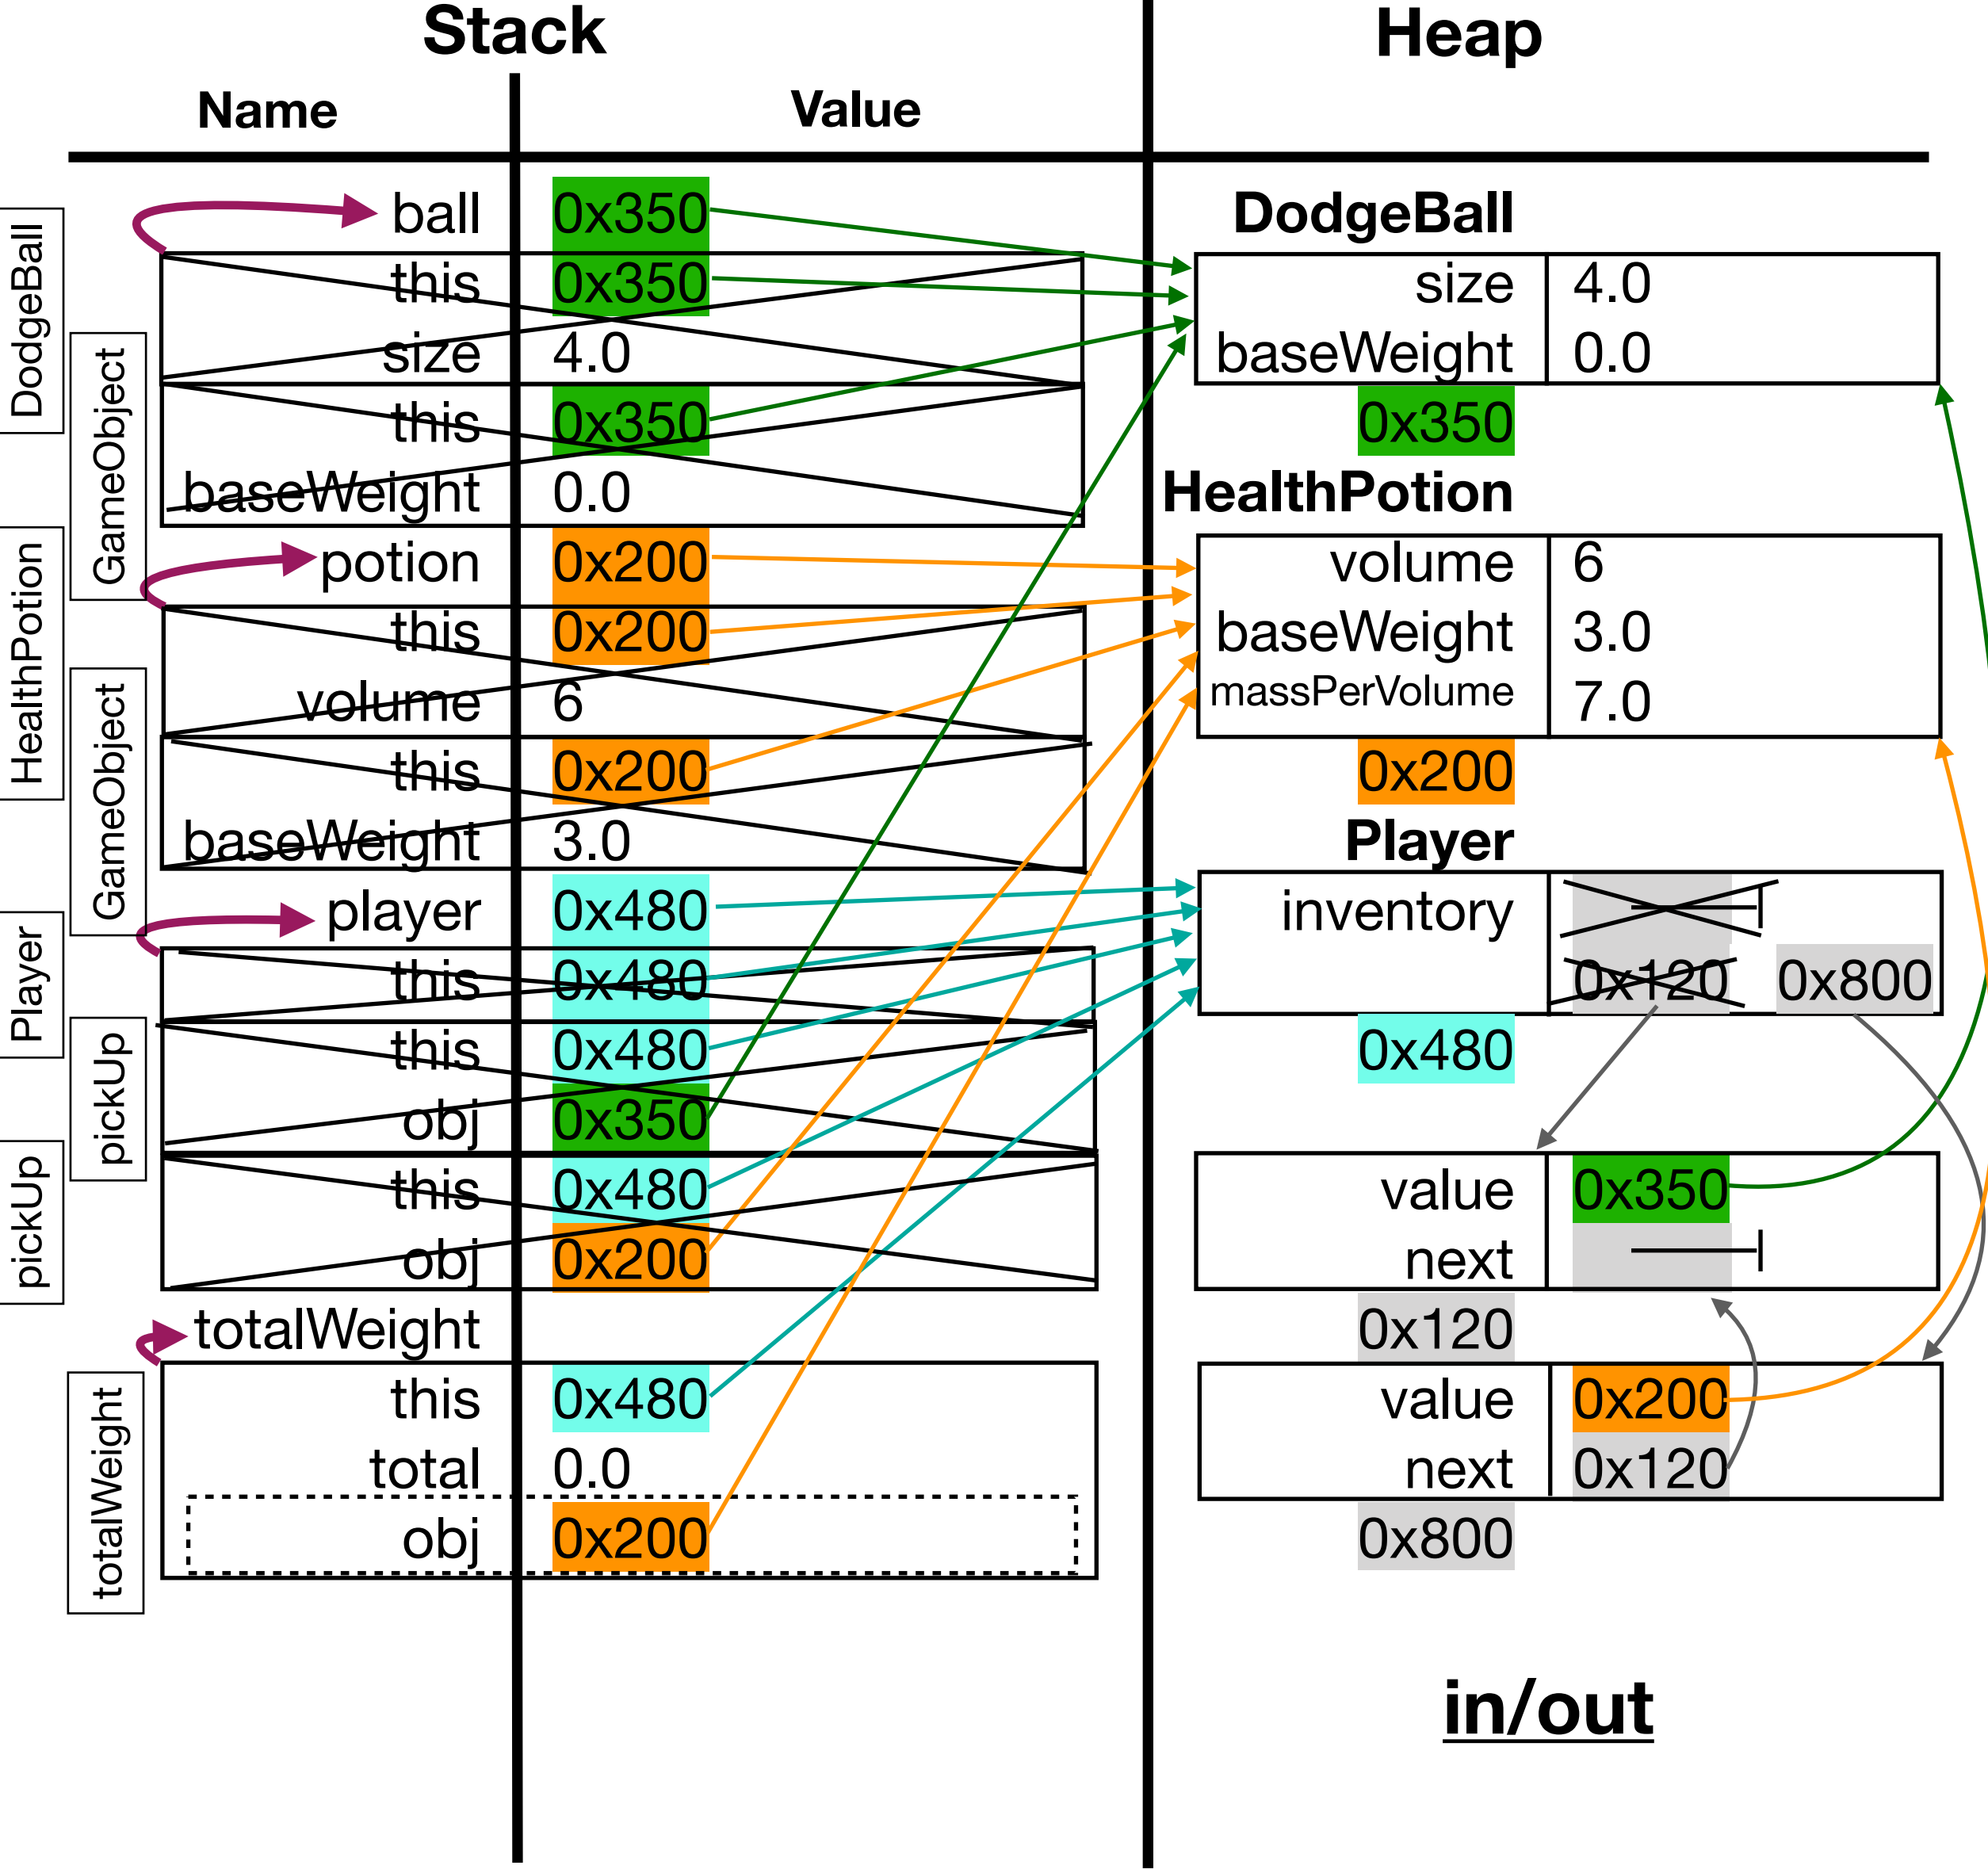 Stack
Heap
Name
Value
DodgeBall
GameObject
HealthPotion
GameObject
Player
pickUp
pickUp
totalWeight
ball 0x350
this 0x350
size 4.0
this 0x350
baseWeight 0.0
potion 0x200
this 0x200
volume 6
this 0x200
baseWeight 3.0
player 0x480
this 0x480
this 0x480
obj 0x350
this 0x480
obj 0x200
totalWeight
this 0x480
total 0.0
obj 0x200
DodgeBall
size 4.0
baseWeight 0.0
0x350
HealthPotion
volume 6
baseWeight 3.0
massPerVolume 7.0
0x200
Player
inventory
0x120 0x800
0x480
value 0x350
next
0x120
value 0x200
next 0x120
0x800
in/out